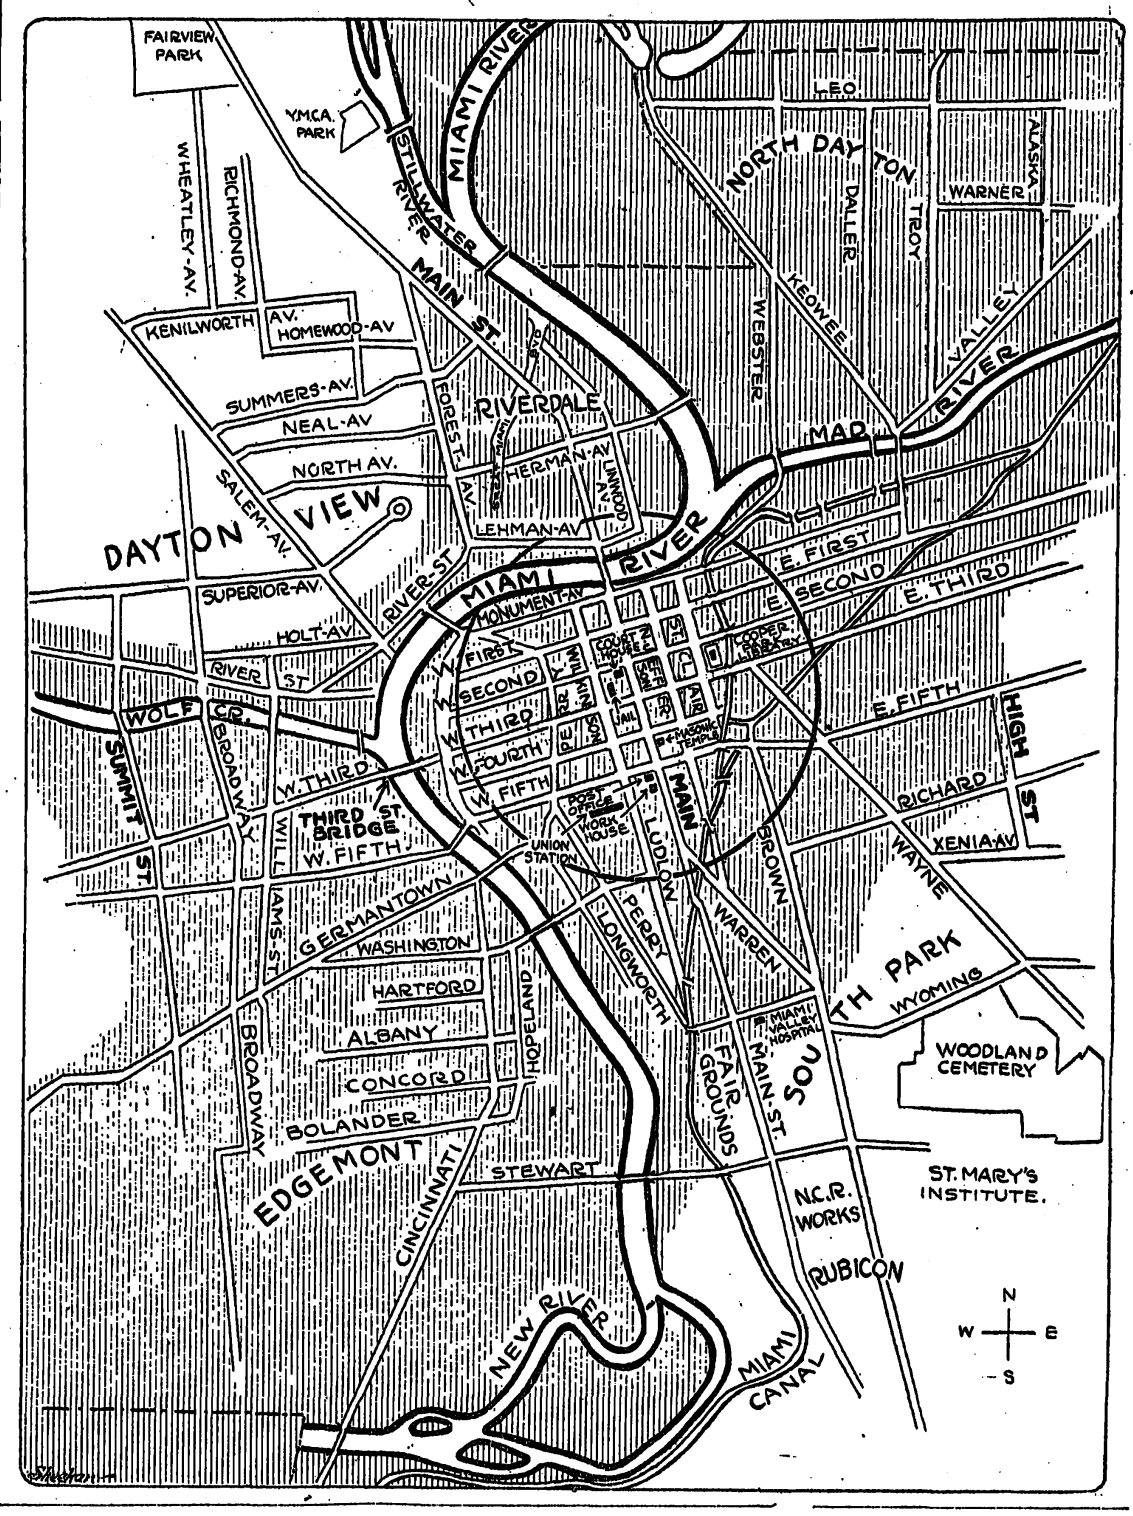 FAIRVIEW
PARK
Y.M.C.A.
PARK
MIAMI RIVER
STILLWATER
RIVER
LEO
NORTH DAYTON
ALASKA
WARNER
DALLER
TROY
WHEATLEY-AV.
RICHMOND-AV.
MAIN ST.
KEOWEE
VALLEY
KENILWORTH AV.
HOMEWOOD-AV
WEBSTER
MAD RIVER
SUMMERS-AV.
NEAL-AV
NORTH AV.
FOREST-AV.
RIVERDALE
HERMAN-AV
LINWOOD
AV.
SALEM-AV.
DAYTON VIEW
LEHMAN-AV
MIAMI RIVER
RIVER-ST
SUPERIOR-AV.
MONUMENT-AV
E. FIRST
E. SECOND
E. THIRD
HOLT-AV.
RIVER ST
FIRST
SECOND
W. THIRD
W. FOURTH
W. FIFTH
PERRY
WILKINSON
COURT
HOUSE
JAIL
JEFFERSON
ST. CLAIR
COOPER
PARK
LIBRARY
MASONIC
TEMPLE
WOLF CR.
BROADWAY
SUMMIT ST.
W. THIRD
THIRD ST.
BRIDGE
W. FIFTH
WILLIAMS-ST
E. FIFTH
HIGH ST
RICHARD
XENIA-AV
WAYNE
POST
OFFICE
WORK
HOUSE
UNION
STATION
MAIN
LUDLOW
BROWN
GERMANTOWN
WASHINGTON
HARTFORD
ALBANY
CONCORD
BOLANDER
HOPELAND
BROADWAY
EDGEMONT
CINCINNATI
STEWART
PERRY
LONGWORTH
WARREN
MIAMI
VALLEY
HOSPITAL
SOUTH PARK
WYOMING
WOODLAND
CEMETERY
FAIR
GROUNDS
MAIN-ST.
ST. MARY'S
INSTITUTE.
N.C.R.
WORKS
RUBICON
NEW RIVER
MIAMI
CANAL
N
W E
S